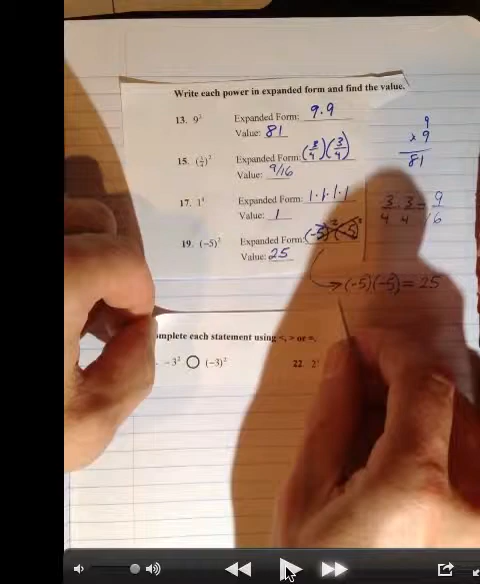 Write each power in expanded form and find the value.
13. 9² Expanded Form: 9.9
Value: 81
15. (3/4)² Expanded Form: (3/4)(3/4)
Value: 9/16
17. 1⁴ Expanded Form: 1.1.1.1
Value: 1
19. (−5)² Expanded Form:
Value: 25
9
×9
81
3/4 · 3/4 = 9/16
→(-5)(-5) = 25
mplete each statement using <, > or =.
−3² ○ (−3)²
22. 2